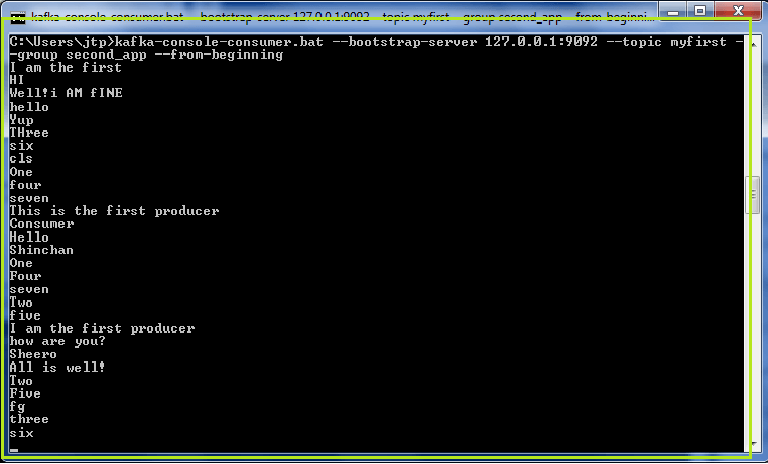 kafka-console-consumer.bat --bootstrap-server 127.0.0.1:9092 --topic myfirst --group second_app --from-beginni...
C:\Users\jtp>kafka-console-consumer.bat --bootstrap-server 127.0.0.1:9092 --topic myfirst -
-group second_app --from-beginning
I am the first
HI
Well!i AM fINE
hello
Yup
THree
six
cls
One
four
seven
This is the first producer
Consumer
Hello
Shinchan
One
Four
seven
Two
five
I am the first producer
how are you?
Sheero
All is well!
Two
Five
fg
three
six